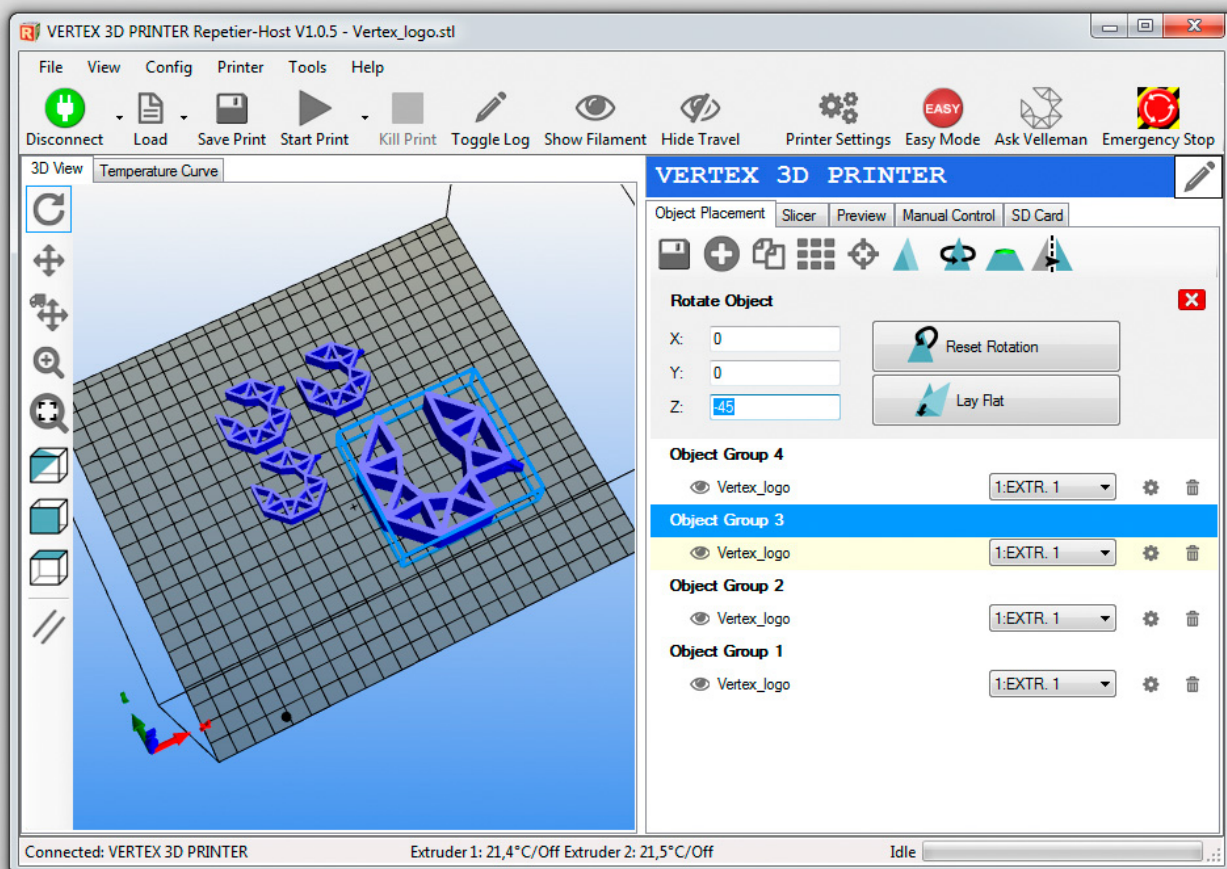 VERTEX 3D PRINTER Repetier-Host V1.0.5 - Vertex_logo.stl
File View Config Printer Tools Help
Disconnect Load Save Print Start Print Kill Print Toggle Log Show Filament Hide Travel Printer Settings EASY Easy Mode Ask Velleman Emergency Stop
3D View Temperature Curve
VERTEX 3D PRINTER
Object Placement Slicer Preview Manual Control SD Card
Rotate Object
X: 0
Reset Rotation
Y: 0
Z: -45
Lay Flat
Object Group 4
Vertex_logo 1:EXTR. 1
Object Group 3
Vertex_logo 1:EXTR. 1
Object Group 2
Vertex_logo 1:EXTR. 1
Object Group 1
Vertex_logo 1:EXTR. 1
Connected: VERTEX 3D PRINTER Extruder 1: 21,4°C/Off Extruder 2: 21,5°C/Off Idle